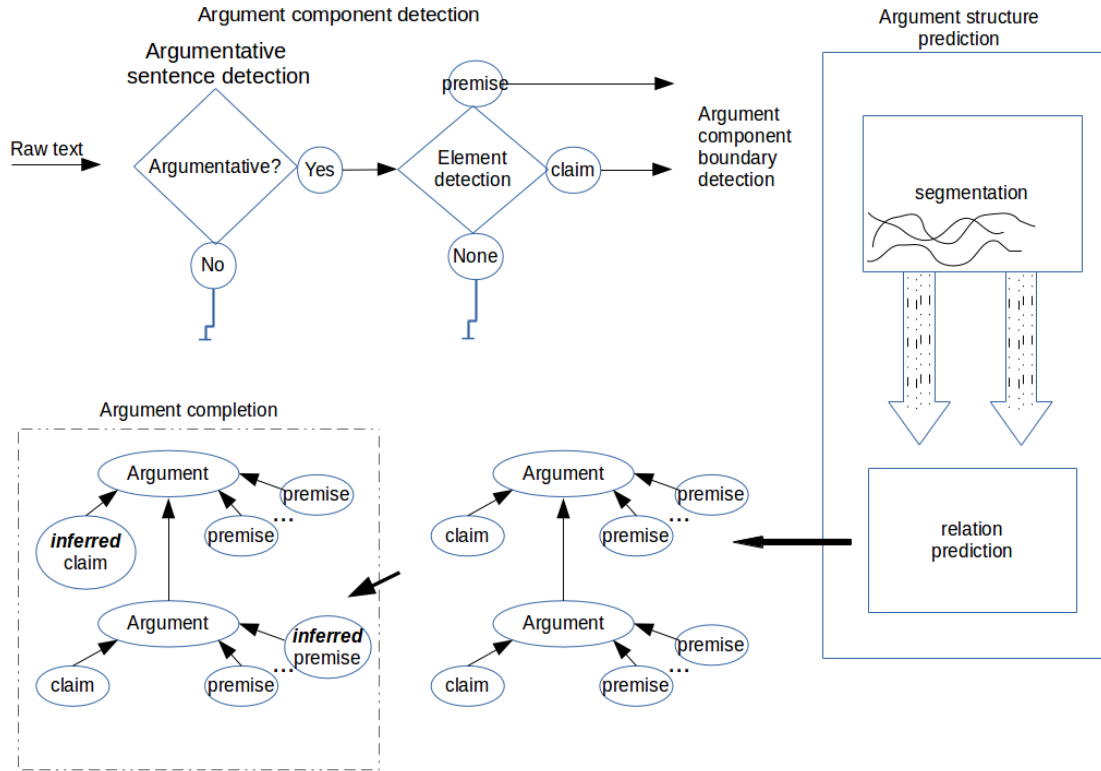 Argument component detection
Argument structure
prediction
Argumentative
sentence detection
Raw text
Argumentative?
Yes
No
premise
Element
detection
claim
None
Argument
component
boundary
detection
segmentation
relation
prediction
Argument completion
Argument
premise
...
premise
inferred
claim
Argument
inferred
premise
...
premise
claim
Argument
premise
...
premise
claim
Argument
premise
...
premise
claim